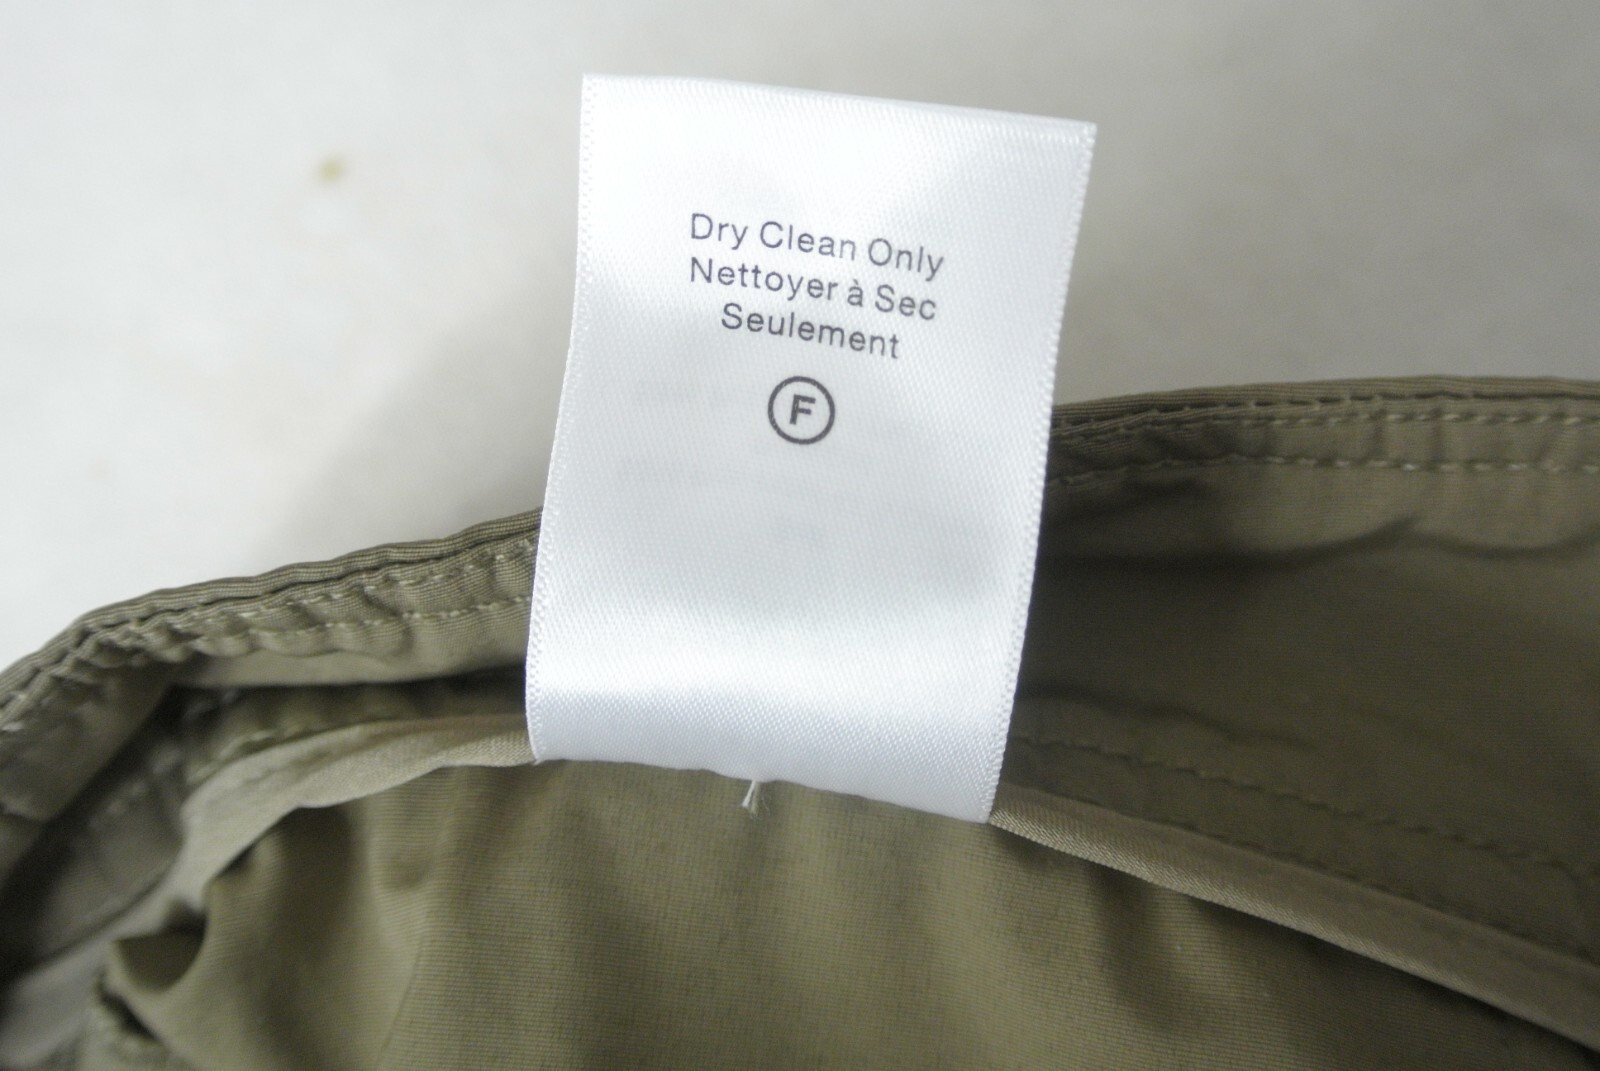 Dry Clean Only
Nettoyer à Sec
Seulement
F